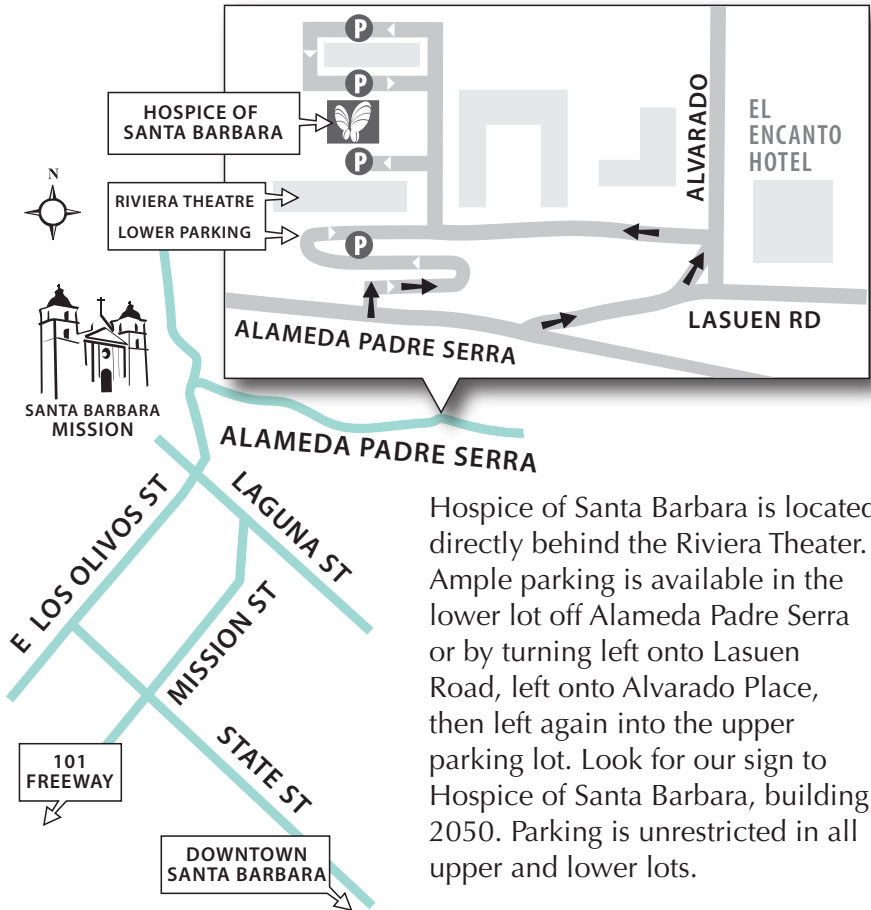 P
P
HOSPICE OF
SANTA BARBARA
P
RIVIERA THEATRE
LOWER PARKING
P
ALVARADO
EL
ENCANTO
HOTEL
LASUEN RD
ALAMEDA PADRE SERRA
N
SANTA BARBARA
MISSION
ALAMEDA PADRE SERRA
LAGUNA ST
E LOS OLIVOS ST
MISSION ST
STATE ST
101
FREEWAY
DOWNTOWN
SANTA BARBARA
Hospice of Santa Barbara is located
directly behind the Riviera Theater.
Ample parking is available in the
lower lot off Alameda Padre Serra
or by turning left onto Lasuen
Road, left onto Alvarado Place,
then left again into the upper
parking lot. Look for our sign to
Hospice of Santa Barbara, building
2050. Parking is unrestricted in all
upper and lower lots.